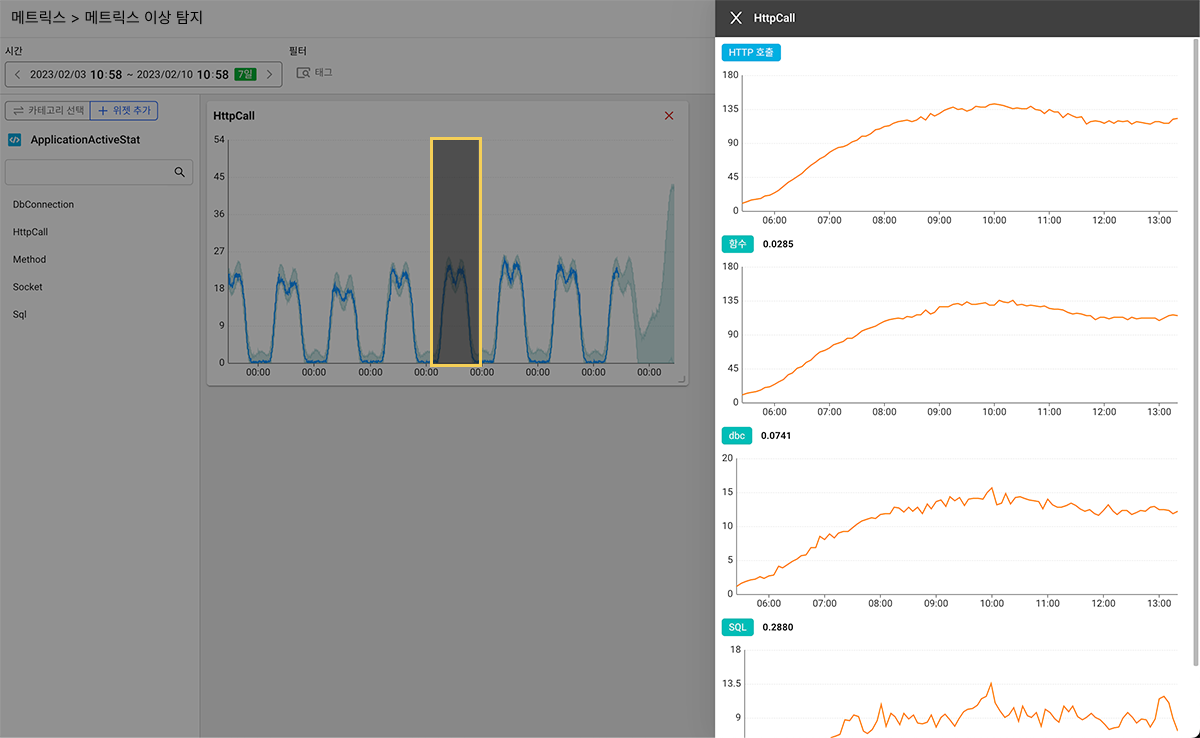 메트릭스 > 메트릭스 이상 탐지
시간
필터
2023/02/03 10:58 ~ 2023/02/10 10:58 7일
태그
카테고리 선택
위젯 추가
ApplicationActiveStat
DbConnection
HttpCall
Method
Socket
Sql
HttpCall
54
45
36
27
18
9
0
00:00 00:00 00:00 00:00 00:00 00:00 00:00 00:00
HttpCall
HTTP 호출
180
135
90
45
0
06:00 07:00 08:00 09:00 10:00 11:00 12:00 13:00
함수 0.0285
180
135
90
45
0
06:00 07:00 08:00 09:00 10:00 11:00 12:00 13:00
dbc 0.0741
20
15
10
5
0
06:00 07:00 08:00 09:00 10:00 11:00 12:00 13:00
SQL 0.2880
18
13.5
9